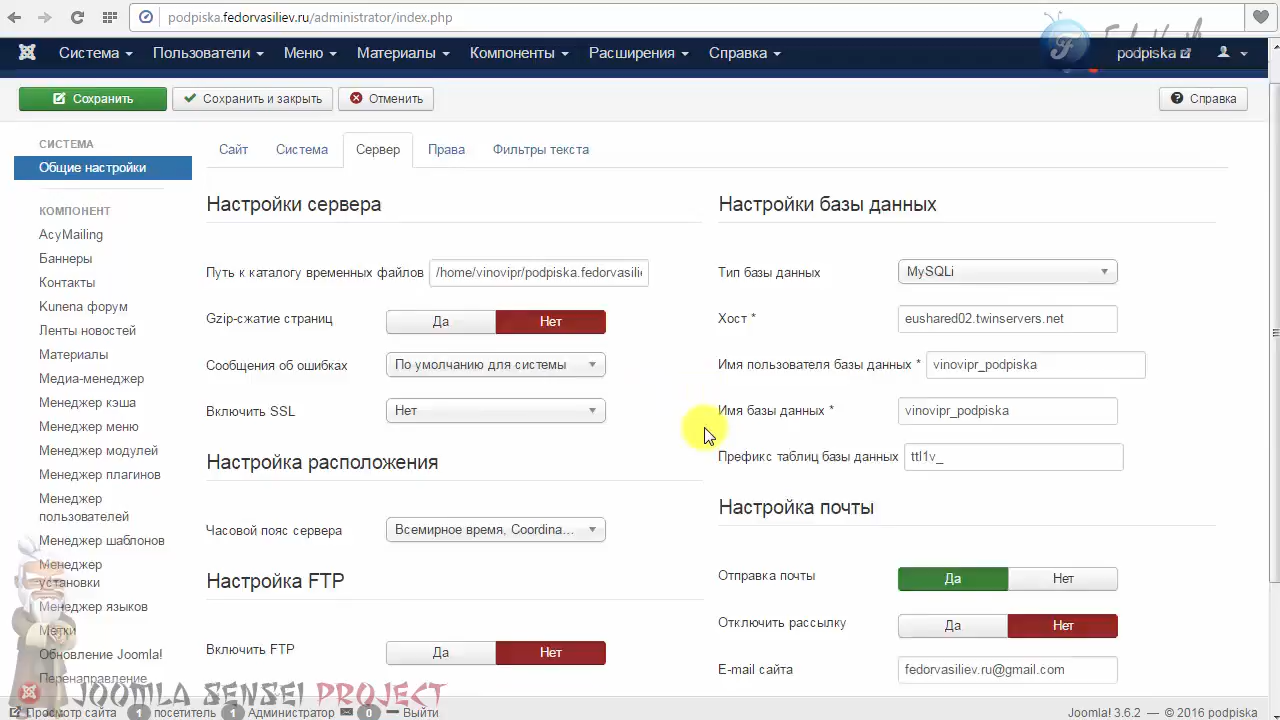 podpiska.fedorvasiliev.ru/administrator/index.php
Система Пользователи Меню Материалы Компоненты Расширения Справка podpiska
Сохранить Сохранить и закрыть Отменить Справка
СИСТЕМА
Общие настройки
КОМПОНЕНТ
AcyMailing
Баннеры
Контакты
Kunena форум
Ленты новостей
Материалы
Медиа-менеджер
Менеджер кэша
Менеджер меню
Менеджер модулей
Менеджер плагинов
Менеджер
пользователей
Менеджер шаблонов
Менеджер
установки
Менеджер языков
Метки
Обновление Joomla!
Перенаправление
Сайт Система Сервер Права Фильтры текста
Настройки сервера
Путь к каталогу временных файлов /home/vinovipr/podpiska.fedorvasili
Gzip-сжатие страниц Да Нет
Сообщения об ошибках По умолчанию для системы
Включить SSL Нет
Настройка расположения
Часовой пояс сервера Всемирное время, Coordina...
Настройка FTP
Включить FTP Да Нет
Настройки базы данных
Тип базы данных MySQLi
Хост * eushared02.twinservers.net
Имя пользователя базы данных * vinovipr_podpiska
Имя базы данных * vinovipr_podpiska
Префикс таблиц базы данных ttl1v_
Настройка почты
Отправка почты Да Нет
Отключить рассылку Да Нет
E-mail сайта fedorvasiliev.ru@gmail.com
JOOMLA SENSEI PROJECT
Просмотр сайта 1 посетитель 1 Администратор 0 Выйти Joomla! 3.6.2 — © 2016 podpiska